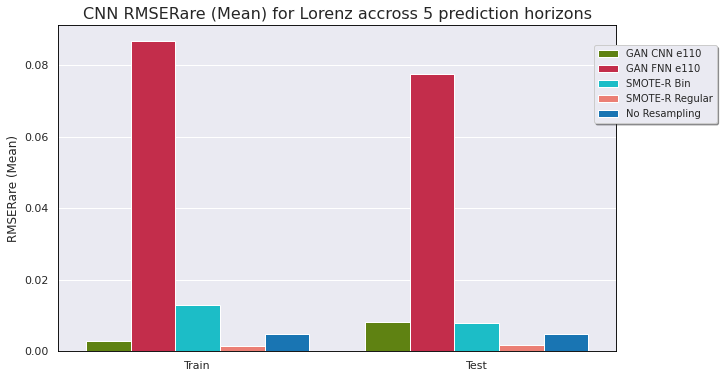 CNN RMSERare (Mean) for Lorenz accross 5 prediction horizons
GAN CNN e110
GAN FNN e110
SMOTE-R Bin
SMOTE-R Regular
No Resampling
RMSERare (Mean)
0.08
0.06
0.04
0.02
0.00
Train
Test